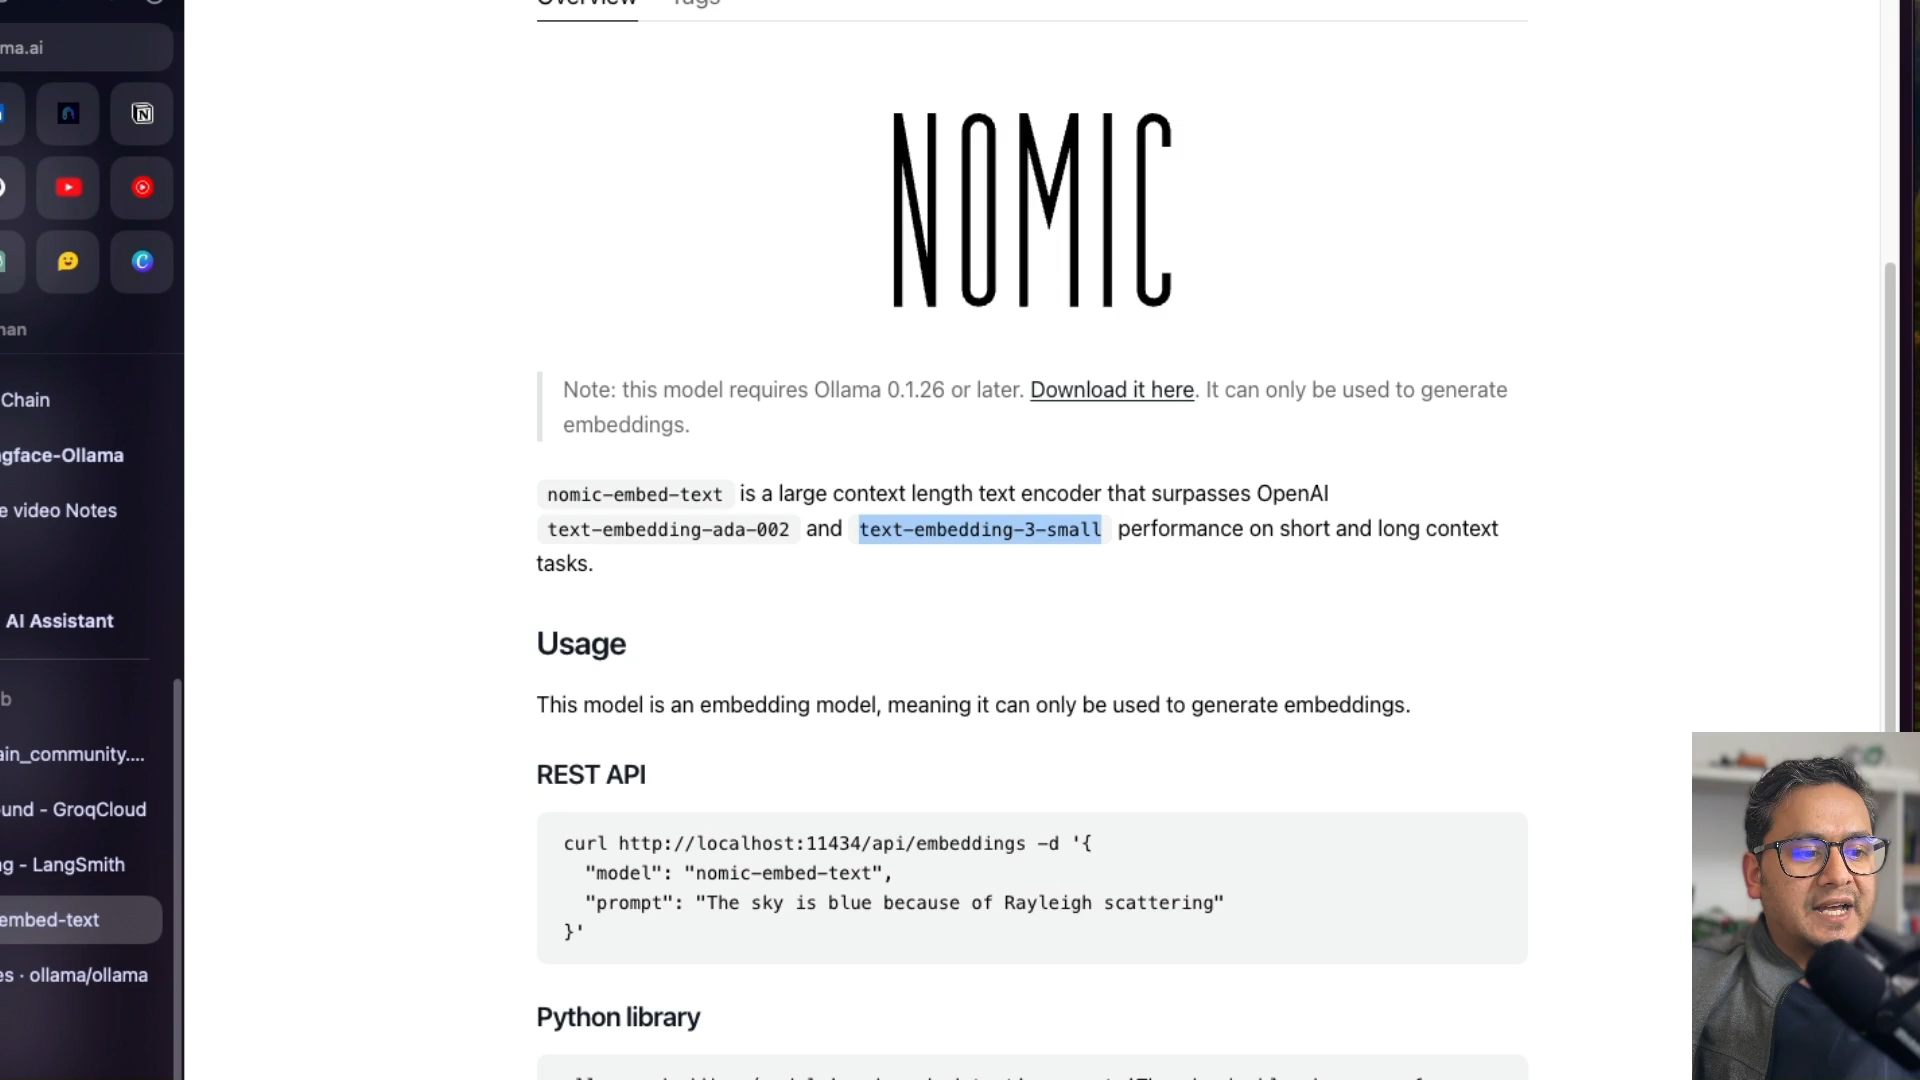 Overview Tags
ma.ai
NOMIC
Chain
gface-Ollama
e video Notes
AI Assistant
b
ain_community....
und - GroqCloud
g - LangSmith
embed-text
es · ollama/ollama
Note: this model requires Ollama 0.1.26 or later. Download it here. It can only be used to generate
embeddings.
nomic-embed-text is a large context length text encoder that surpasses OpenAI
text-embedding-ada-002 and text-embedding-3-small performance on short and long context
tasks.
Usage
This model is an embedding model, meaning it can only be used to generate embeddings.
REST API
curl http://localhost:11434/api/embeddings -d '{
"model": "nomic-embed-text",
"prompt": "The sky is blue because of Rayleigh scattering"
}'
Python library